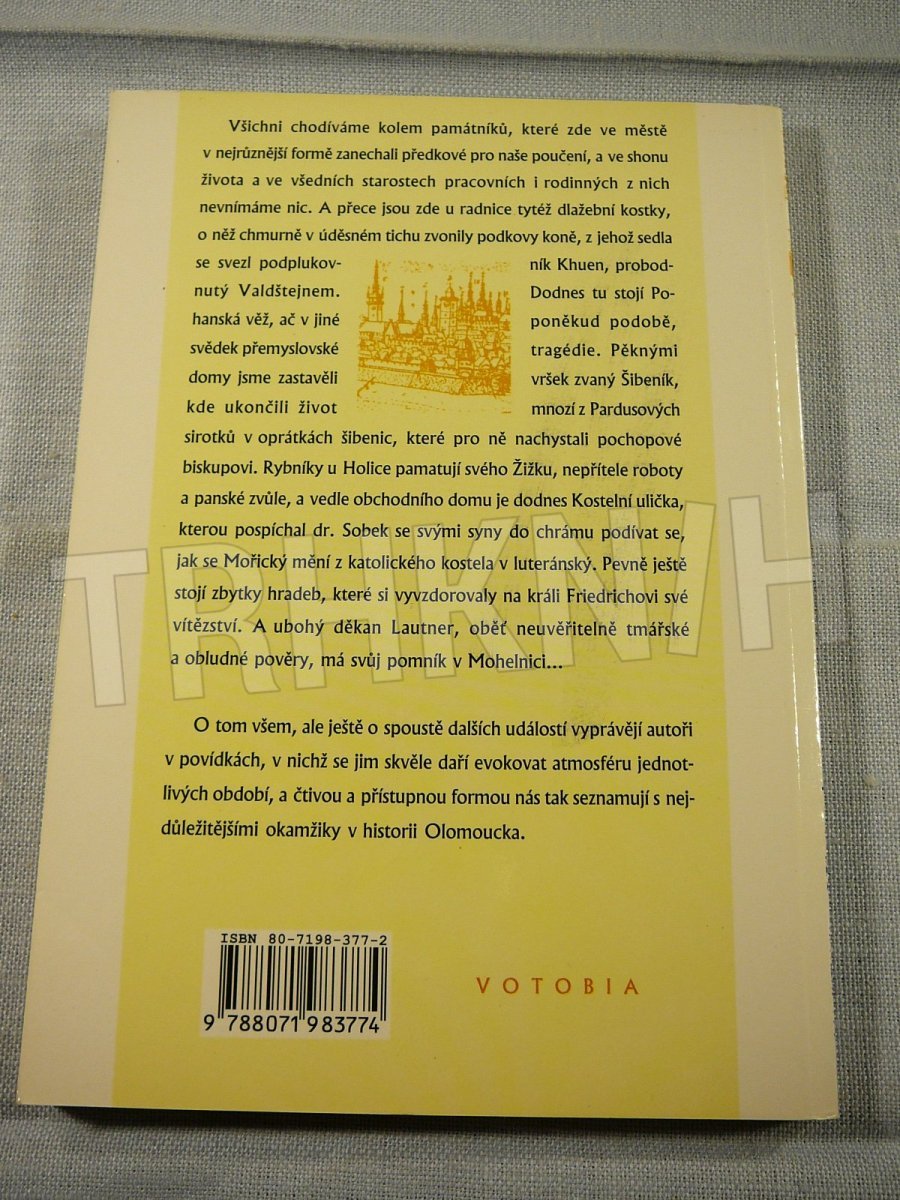 Všichni chodíváme kolem památníků, které zde ve městě
v nejrůznější formě zanechali předkové pro naše poučení, a ve shonu
života a ve všedních starostech pracovních i rodinných z nich
nevnímáme nic. A přece jsou zde u radnice tytéž dlažební kostky,
o něž chmurně v úděsném tichu zvonily podkovy koně, z jehož sedla
se svezl podplukov- ník Khuen, probod-
nutý Valdštejnem. Dodnes tu stojí Po-
hanská věž, ač v jiné poněkud podobě,
svědek přemyslovské tragédie. Pěknými
domy jsme zastavěli vršek zvaný Šibeník,
kde ukončili život mnozí z Pardusových
sirotků v oprátkách šibenic, které pro ně nachystali pochopové
biskupovi. Rybníky u Holice pamatují svého Žižku, nepřítele roboty
a panské zvůle, a vedle obchodního domu je dodnes Kostelní ulička,
kterou pospíchal dr. Sobek se svými syny do chrámu podívat se,
jak se Mořický mění z katolického kostela v luteránský. Pevně ještě
stojí zbytky hradeb, které si vyvzdorovaly na králi Friedrichovi své
vítězství. A ubohý děkan Lautner, oběť neuvěřitelně tmářské
a obludné pověry, má svůj pomník v Mohelnici...
O tom všem, ale ještě o spoustě dalších událostí vyprávějí autoři
v povídkách, v nichž se jim skvěle daří evokovat atmosféru jednot-
livých období, a čtivou a přístupnou formou nás tak seznamují s nej-
důležitějšími okamžiky v historii Olomoucka.
ISBN 80-7198-377-2
9 788071 983774
VOTOBIA
TRHKNIH